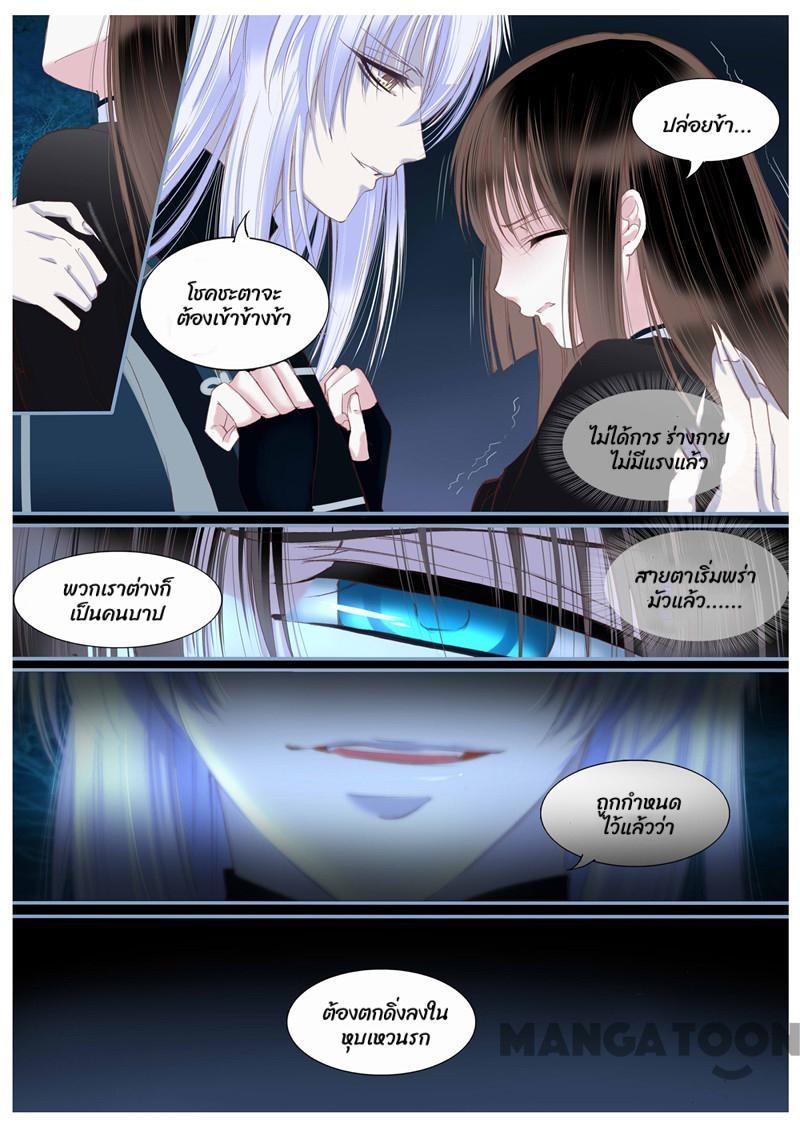 ปล่อยข้า...
โชคชะตาจะ
ต้องเข้าข้างข้า
ไม่ได้การ ร่างกาย
ไม่มีแรงแล้ว
พวกเราต่างก็
เป็นคนบาป
สายตาเริ่มพร่า
มัวแล้ว......
ถูกกำหนด
ไว้แล้วว่า
ต้องตกดิ่งลงใน
หุบเหวนรก
MANGATOON